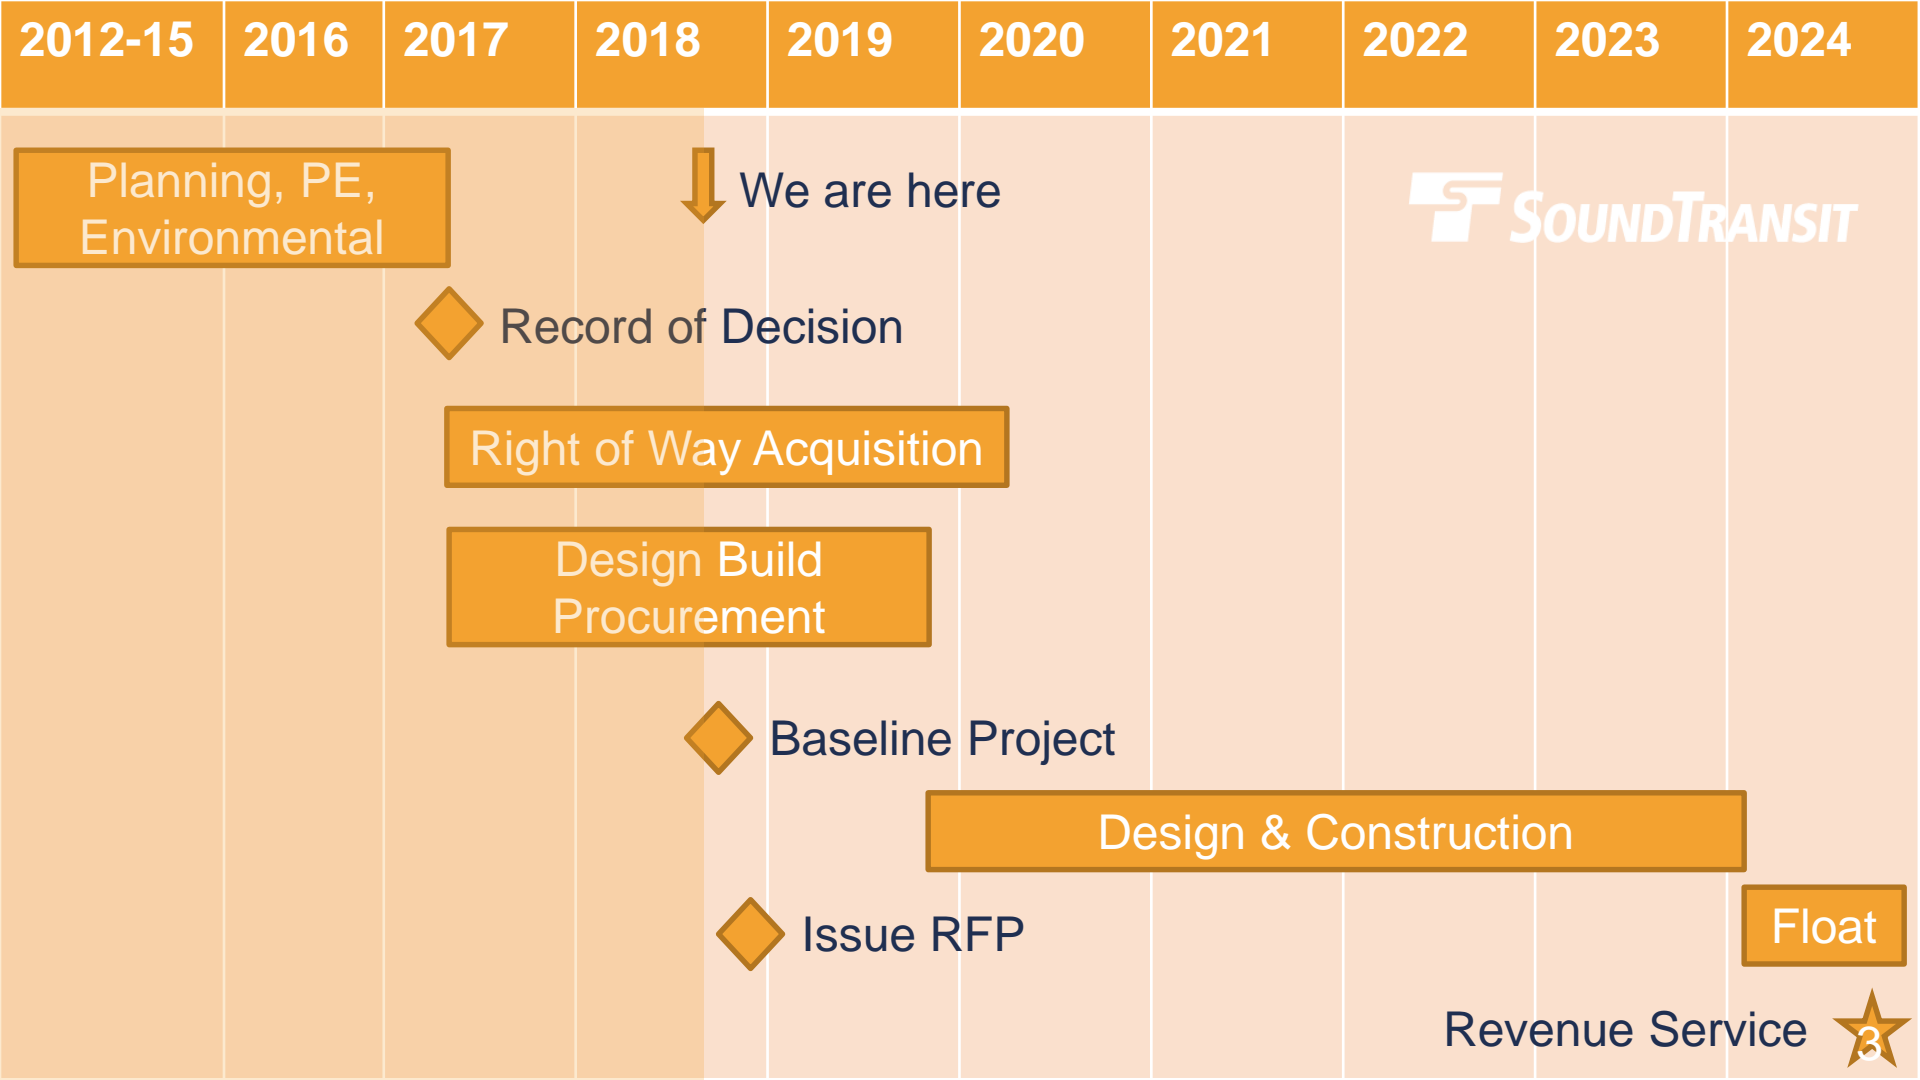 2012-15 2016 2017 2018 2019 2020 2021 2022 2023 2024
Planning, PE,
Environmental
We are here
SOUNDTRANSIT
Record of Decision
Right of Way Acquisition
Design Build
Procurement
Baseline Project
Design & Construction
Issue RFP
Float
Revenue Service
3